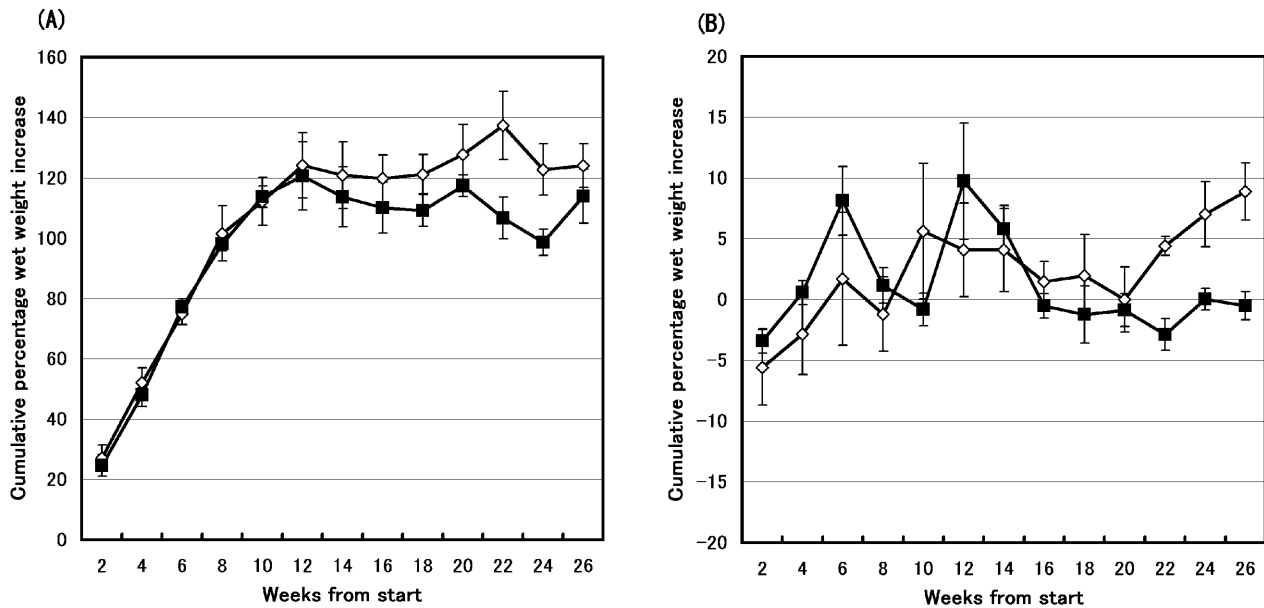 (A)
Cumulative percentage wet weight increase
160
140
120
100
80
60
40
20
0
2 4 6 8 10 12 14 16 18 20 22 24 26
Weeks from start
(B)
Cumulative percentage wet weight increase
20
15
10
5
0
-5
-10
-15
-20
2 4 6 8 10 12 14 16 18 20 22 24 26
Weeks from start